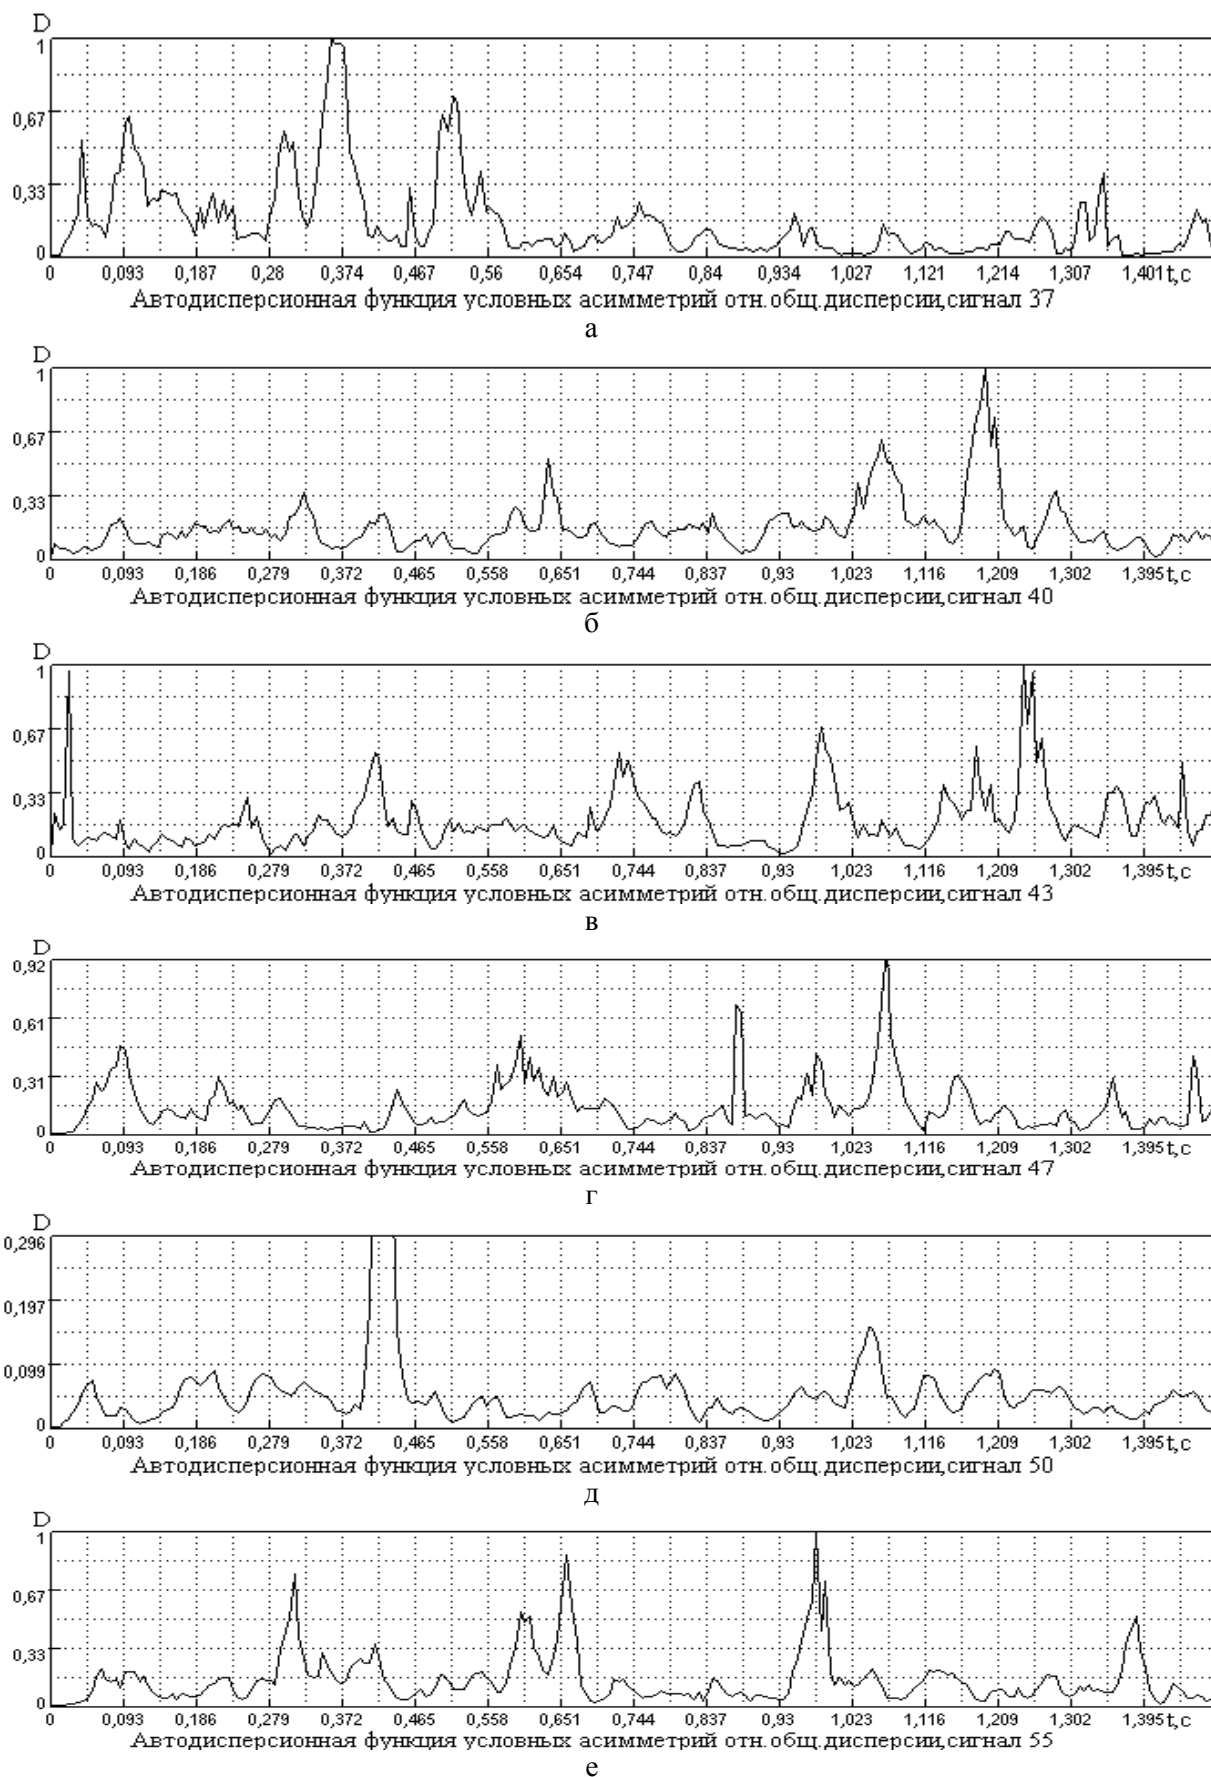 D
1
0,67
0,33
0
0 0,093 0,187 0,28 0,374 0,467 0,56 0,654 0,747 0,84 0,934 1,027 1,121 1,214 1,307 1,401t,c
Автодисперсионная функция условных асимметрий отн.общ.дисперсии,сигнал 37
а
D
1
0,67
0,33
0
0 0,093 0,186 0,279 0,372 0,465 0,558 0,651 0,744 0,837 0,93 1,023 1,116 1,209 1,302 1,395t,c
Автодисперсионная функция условных асимметрий отн.общ.дисперсии,сигнал 40
б
D
1
0,67
0,33
0
0 0,093 0,186 0,279 0,372 0,465 0,558 0,651 0,744 0,837 0,93 1,023 1,116 1,209 1,302 1,395t,c
Автодисперсионная функция условных асимметрий отн.общ.дисперсии,сигнал 43
в
D
0,92
0,61
0,31
0
0 0,093 0,186 0,279 0,372 0,465 0,558 0,651 0,744 0,837 0,93 1,023 1,116 1,209 1,302 1,395t,c
Автодисперсионная функция условных асимметрий отн.общ.дисперсии,сигнал 47
г
D
0,296
0,197
0,099
0
0 0,093 0,186 0,279 0,372 0,465 0,558 0,651 0,744 0,837 0,93 1,023 1,116 1,209 1,302 1,395t,c
Автодисперсионная функция условных асимметрий отн.общ.дисперсии,сигнал 50
д
D
1
0,67
0,33
0
0 0,093 0,186 0,279 0,372 0,465 0,558 0,651 0,744 0,837 0,93 1,023 1,116 1,209 1,302 1,395t,c
Автодисперсионная функция условных асимметрий отн.общ.дисперсии,сигнал 55
е